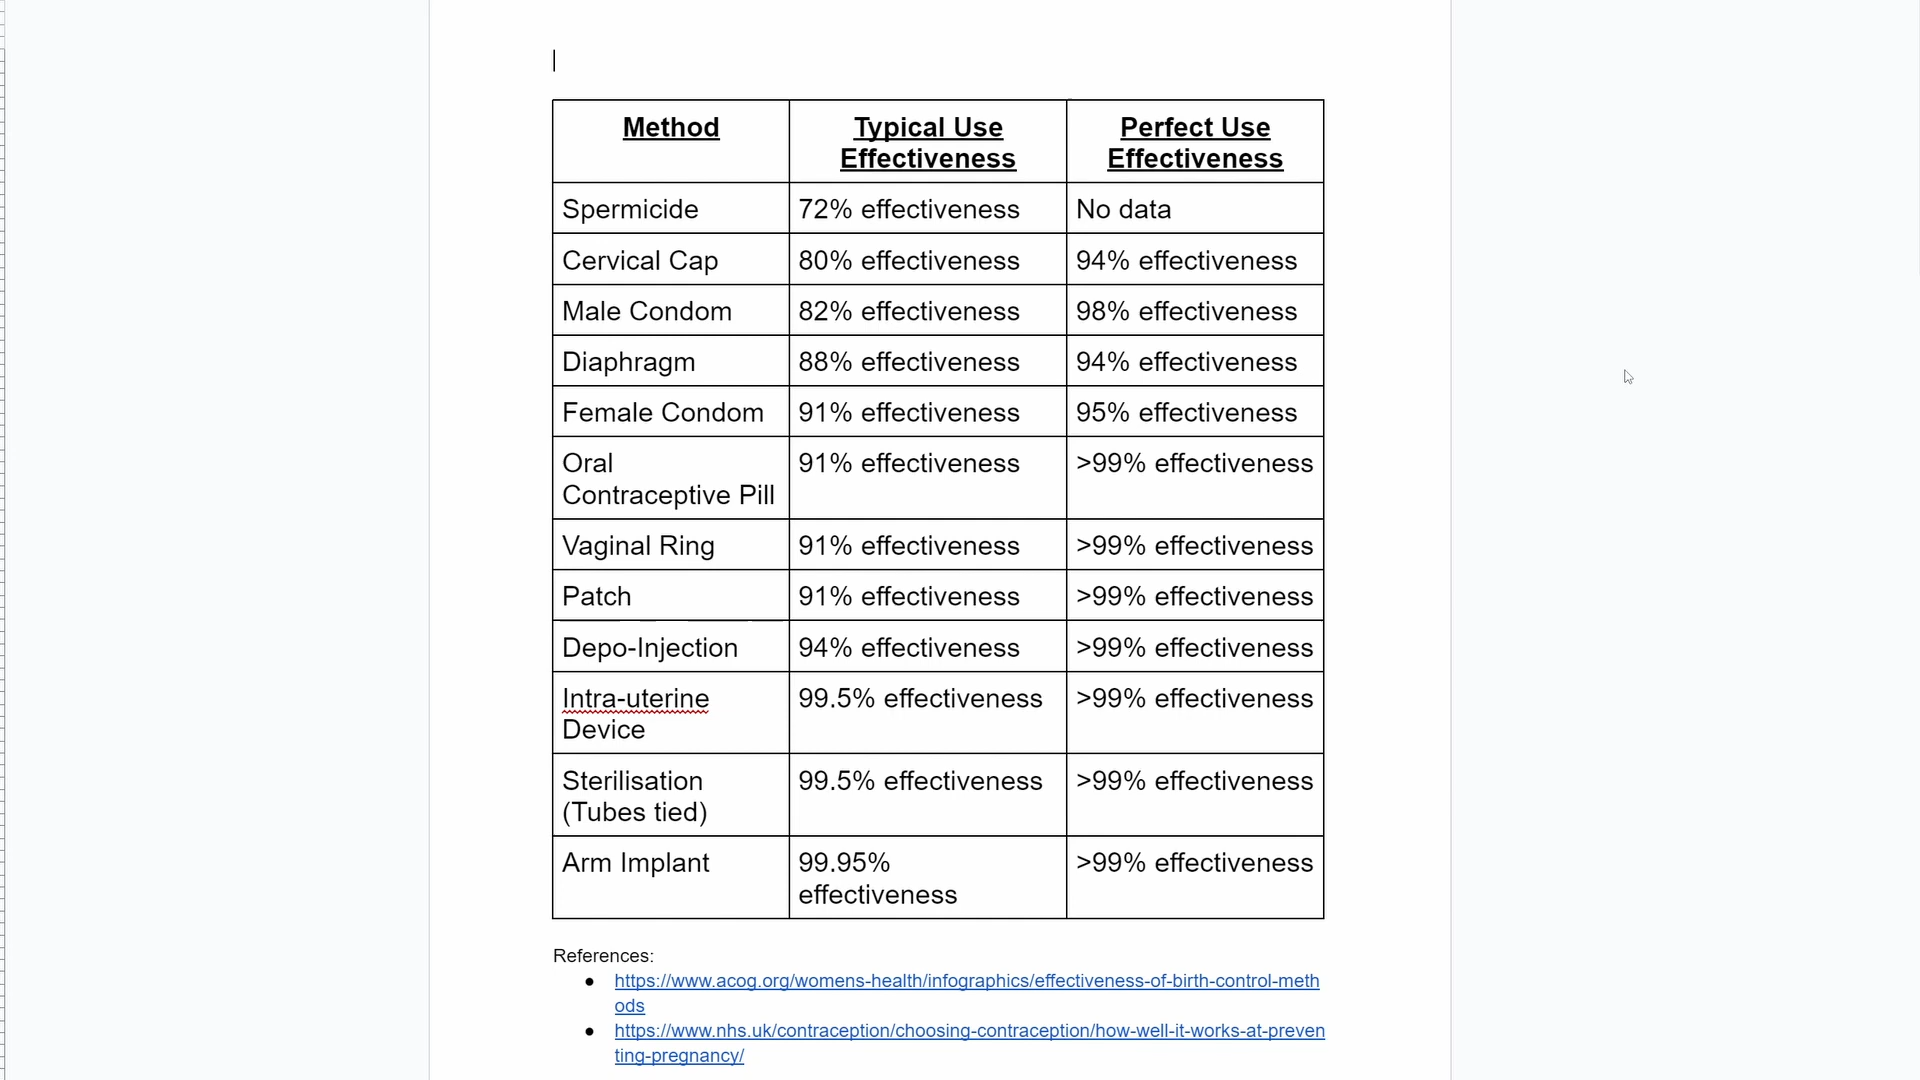 Method Typical Use Perfect Use
Effectiveness Effectiveness
Spermicide 72% effectiveness No data
Cervical Cap 80% effectiveness 94% effectiveness
Male Condom 82% effectiveness 98% effectiveness
Diaphragm 88% effectiveness 94% effectiveness
Female Condom 91% effectiveness 95% effectiveness
Oral 91% effectiveness >99% effectiveness
Contraceptive Pill
Vaginal Ring 91% effectiveness >99% effectiveness
Patch 91% effectiveness >99% effectiveness
Depo-Injection 94% effectiveness >99% effectiveness
Intra-uterine 99.5% effectiveness >99% effectiveness
Device
Sterilisation 99.5% effectiveness >99% effectiveness
(Tubes tied)
Arm Implant 99.95% >99% effectiveness
effectiveness
References:
● https://www.acog.org/womens-health/infographics/effectiveness-of-birth-control-meth
ods
● https://www.nhs.uk/contraception/choosing-contraception/how-well-it-works-at-preven
ting-pregnancy/